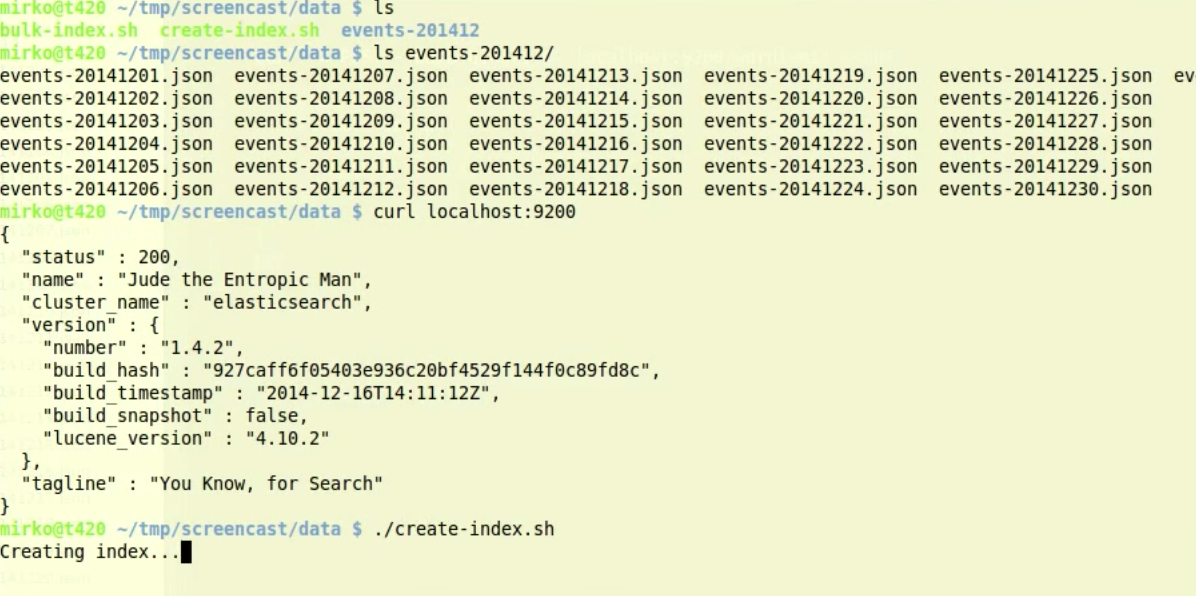 mirko@t420 ~/tmp/screencast/data $ ls
bulk-index.sh  create-index.sh  events-201412
mirko@t420 ~/tmp/screencast/data $ ls events-201412/
events-20141201.json  events-20141207.json  events-20141213.json  events-20141219.json  events-20141225.json  ev
events-20141202.json  events-20141208.json  events-20141214.json  events-20141220.json  events-20141226.json
events-20141203.json  events-20141209.json  events-20141215.json  events-20141221.json  events-20141227.json
events-20141204.json  events-20141210.json  events-20141216.json  events-20141222.json  events-20141228.json
events-20141205.json  events-20141211.json  events-20141217.json  events-20141223.json  events-20141229.json
events-20141206.json  events-20141212.json  events-20141218.json  events-20141224.json  events-20141230.json
mirko@t420 ~/tmp/screencast/data $ curl localhost:9200
{
  "status" : 200,
  "name" : "Jude the Entropic Man",
  "cluster_name" : "elasticsearch",
  "version" : {
    "number" : "1.4.2",
    "build_hash" : "927caff6f05403e936c20bf4529f144f0c89fd8c",
    "build_timestamp" : "2014-12-16T14:11:12Z",
    "build_snapshot" : false,
    "lucene_version" : "4.10.2"
  },
  "tagline" : "You Know, for Search"
}
mirko@t420 ~/tmp/screencast/data $ ./create-index.sh
Creating index...